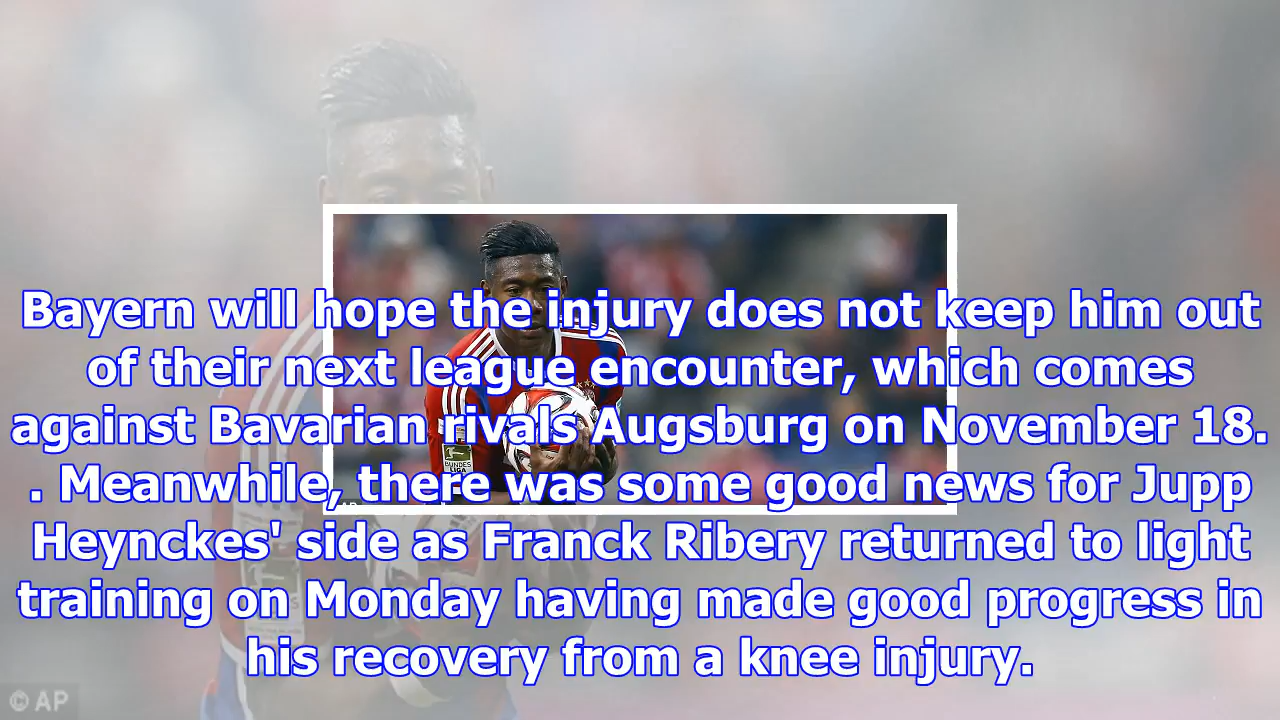 Bayern will hope the injury does not keep him out
of their next league encounter, which comes
against Bavarian rivals Augsburg on November 18.
. Meanwhile, there was some good news for Jupp
Heynckes' side as Franck Ribery returned to light
training on Monday having made good progress in
his recovery from a knee injury.
BUNDES
LIGA
© AP